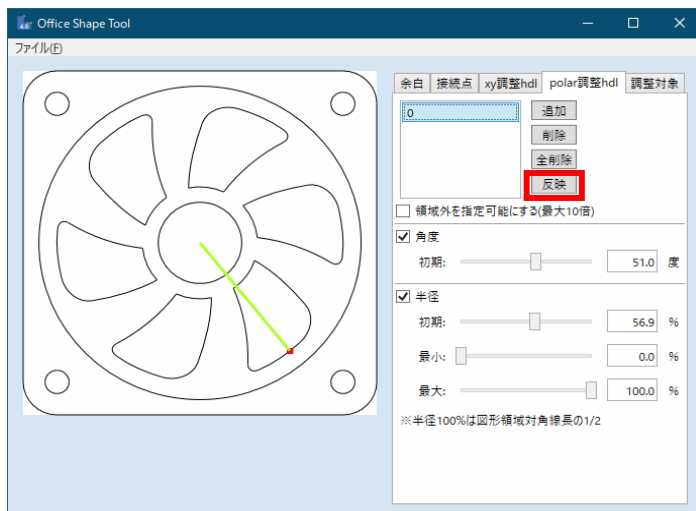 Office Shape Tool
ファイル(F)
余白 接続点 xy調整hdl polar調整hdl 調整対象
0
追加
削除
全削除
反映
領域外を指定可能にする(最大10倍)
角度
初期: 51.0 度
半径
初期: 56.9 %
最小: 0.0 %
最大: 100.0 %
※半径100%は図形領域対角線長の1/2